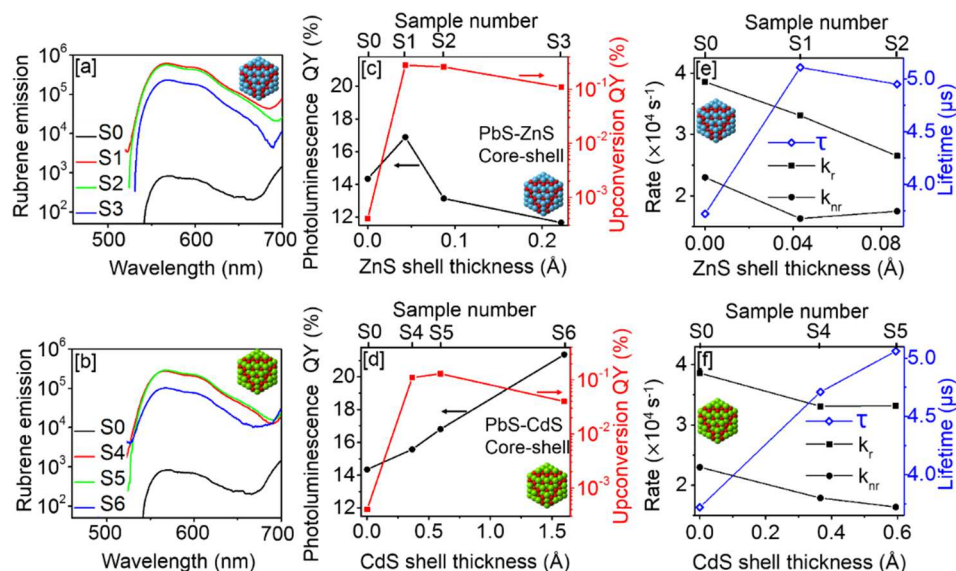 [a]
Rubrene emission
10^6
10^5
10^4
10^3
10^2
S0
S1
S2
S3
500
600
700
Wavelength (nm)
Sample number
S0
S1
S2
S3
[c]
Photoluminescence QY (%)
20
18
16
14
12
PbS-ZnS
Core-shell
10^-1
10^-2
10^-3
Upconversion QY (%)
0.0
0.1
0.2
ZnS shell thickness (Å)
Sample number
S0
S1
S2
[e]
Rate (×10^4 s^-1)
4
3
2
τ
k_r
k_nr
5.0
4.5
4.0
Lifetime (µs)
0.00
0.04
0.08
ZnS shell thickness (Å)
[b]
Rubrene emission
10^6
10^5
10^4
10^3
10^2
S0
S4
S5
S6
500
600
700
Wavelength (nm)
Sample number
S0
S4
S5
S6
[d]
Photoluminescence QY (%)
20
18
16
14
12
PbS-CdS
Core-shell
10^-1
10^-2
10^-3
Upconversion QY (%)
0.0
0.5
1.0
1.5
CdS shell thickness (Å)
Sample number
S0
S4
S5
[f]
Rate (×10^4 s^-1)
4
3
2
τ
k_r
k_nr
5.0
4.5
4.0
Lifetime (µs)
0.0
0.2
0.4
0.6
CdS shell thickness (Å)